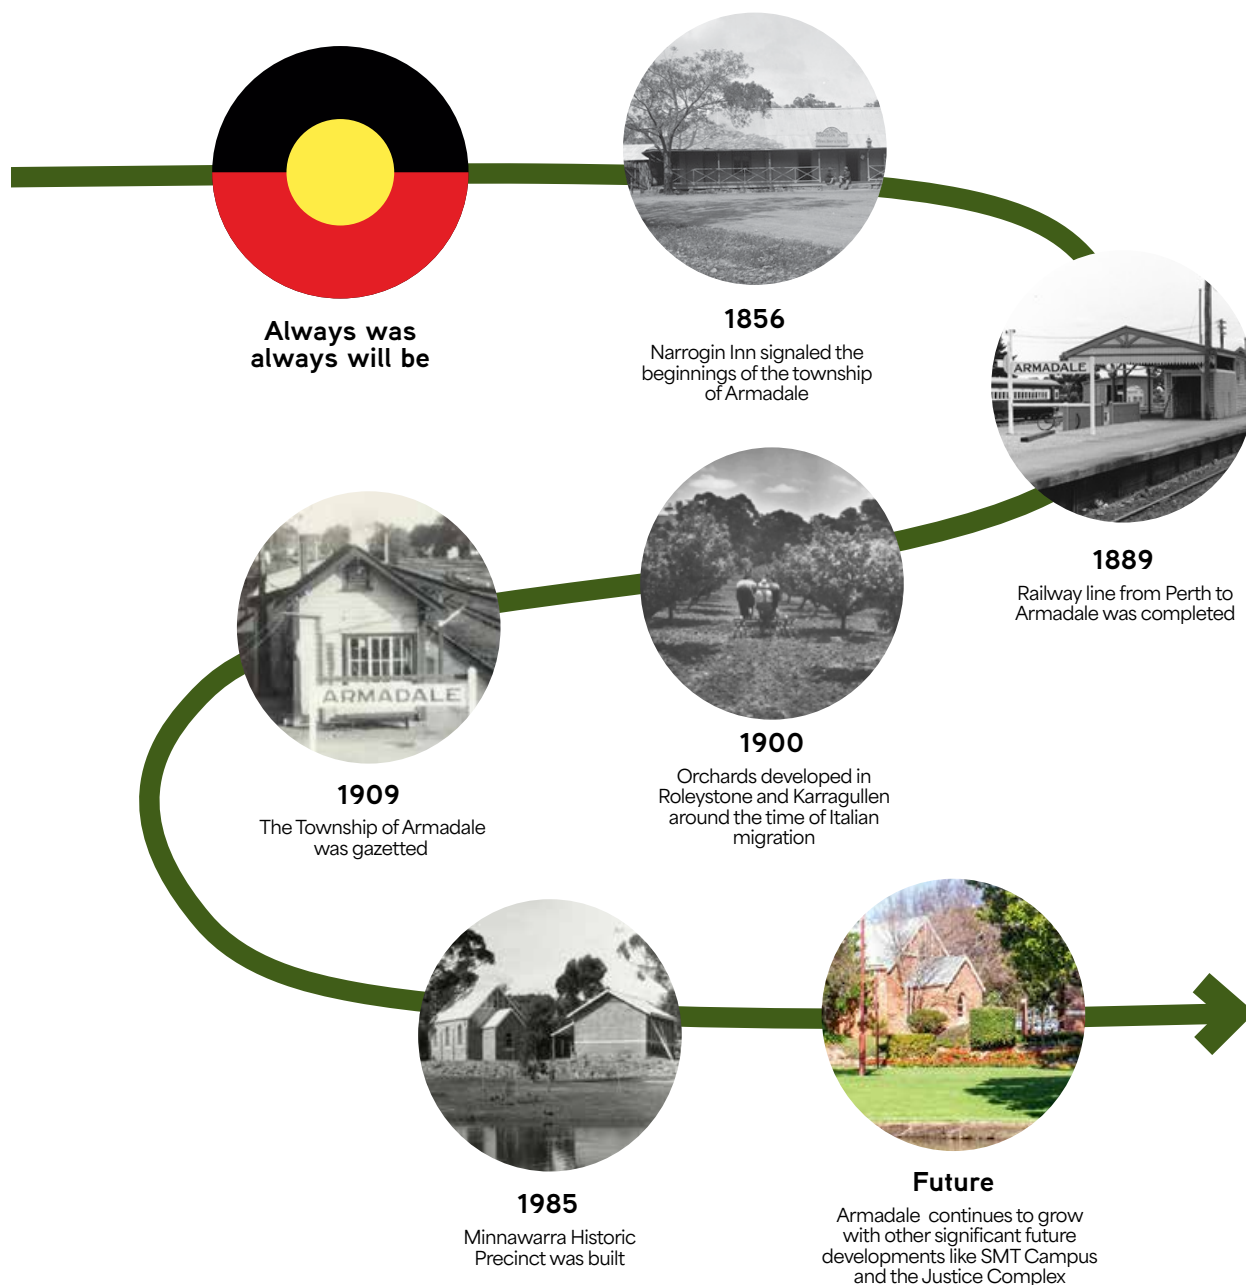 Always was
always will be
1856
Narrogin Inn signaled the
beginnings of the township
of Armadale
ARMADALE
1889
Railway line from Perth to
Armadale was completed
1900
Orchards developed in
Roleystone and Karragullen
around the time of Italian
migration
ARMADALE
1909
The Township of Armadale
was gazetted
1985
Minnawarra Historic
Precinct was built
Future
Armadale continues to grow
with other significant future
developments like SMT Campus
and the Justice Complex